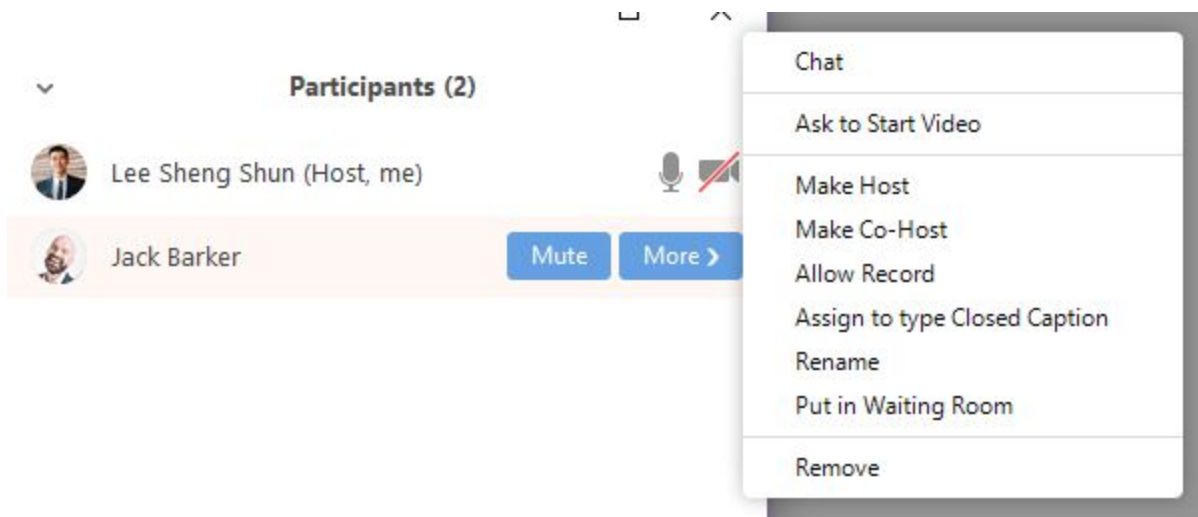 Participants (2)
Lee Sheng Shun (Host, me)
Jack Barker
Mute
More
Chat
Ask to Start Video
Make Host
Make Co-Host
Allow Record
Assign to type Closed Caption
Rename
Put in Waiting Room
Remove